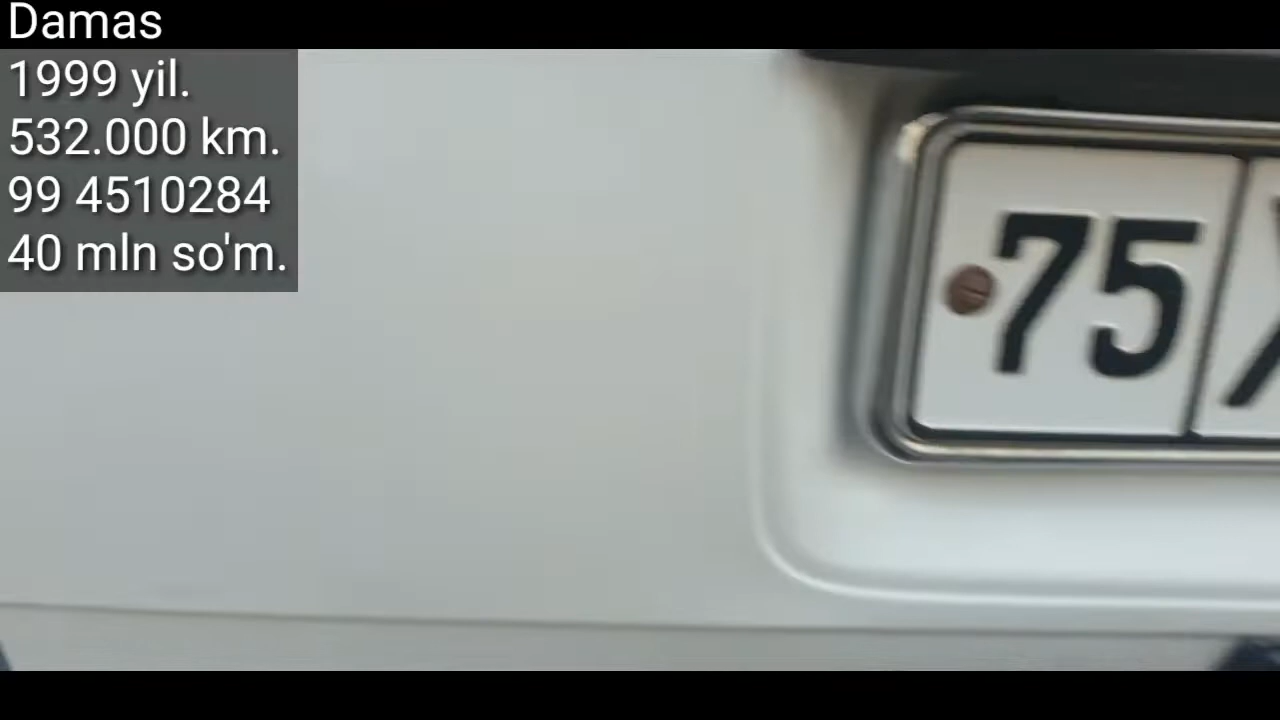 Damas
1999 yil.
532.000 km.
99 4510284
40 mln so'm.
75